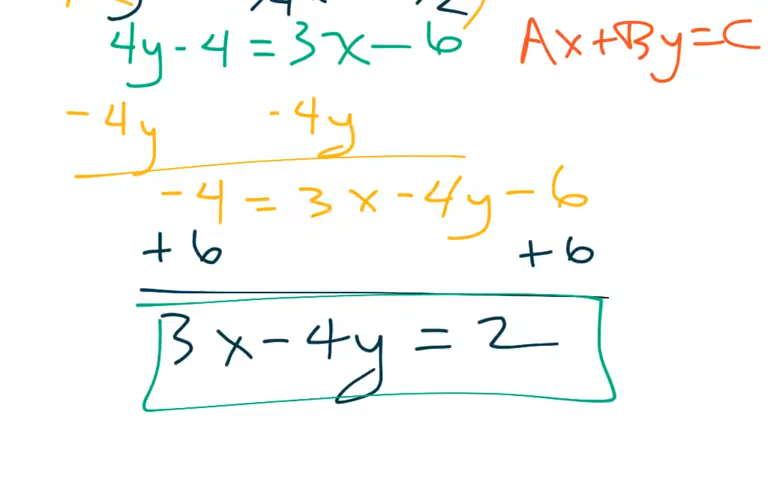 4y - 4 = 3x - 6 Ax + By = C
- 4y - 4y
- 4 = 3x - 4y - 6
+ 6 + 6
3x - 4y = 2